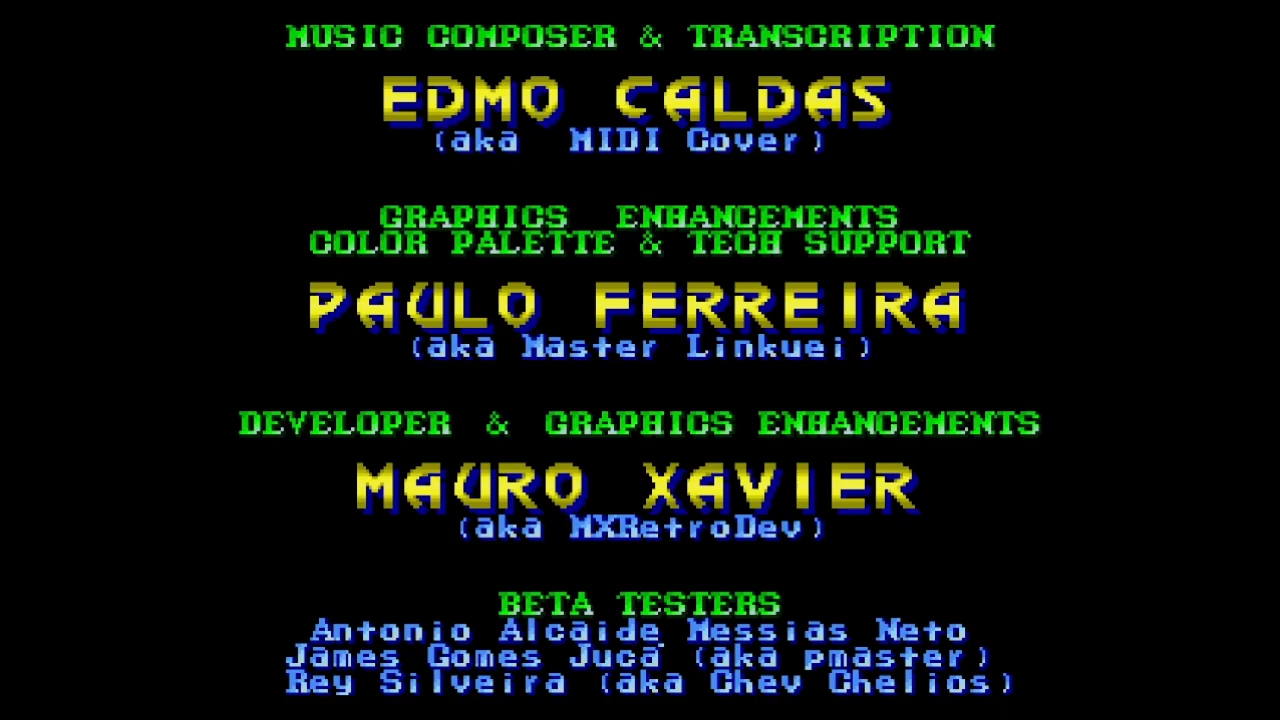 MUSIC COMPOSER & TRANSCRIPTION
EDMO CALDAS
(aka MIDI Cover)
GRAPHICS ENHANCEMENTS
COLOR PALETTE & TECH SUPPORT
PAULO FERREIRA
(aka Master Linkuei)
DEVELOPER & GRAPHICS ENHANCEMENTS
MAURO XAVIER
(aka MXRetroDev)
BETA TESTERS
Antonio Alcaide Messias Neto
James Gomes Juca (aka pmaster)
Rey Silveira (aka Chev Chelios)